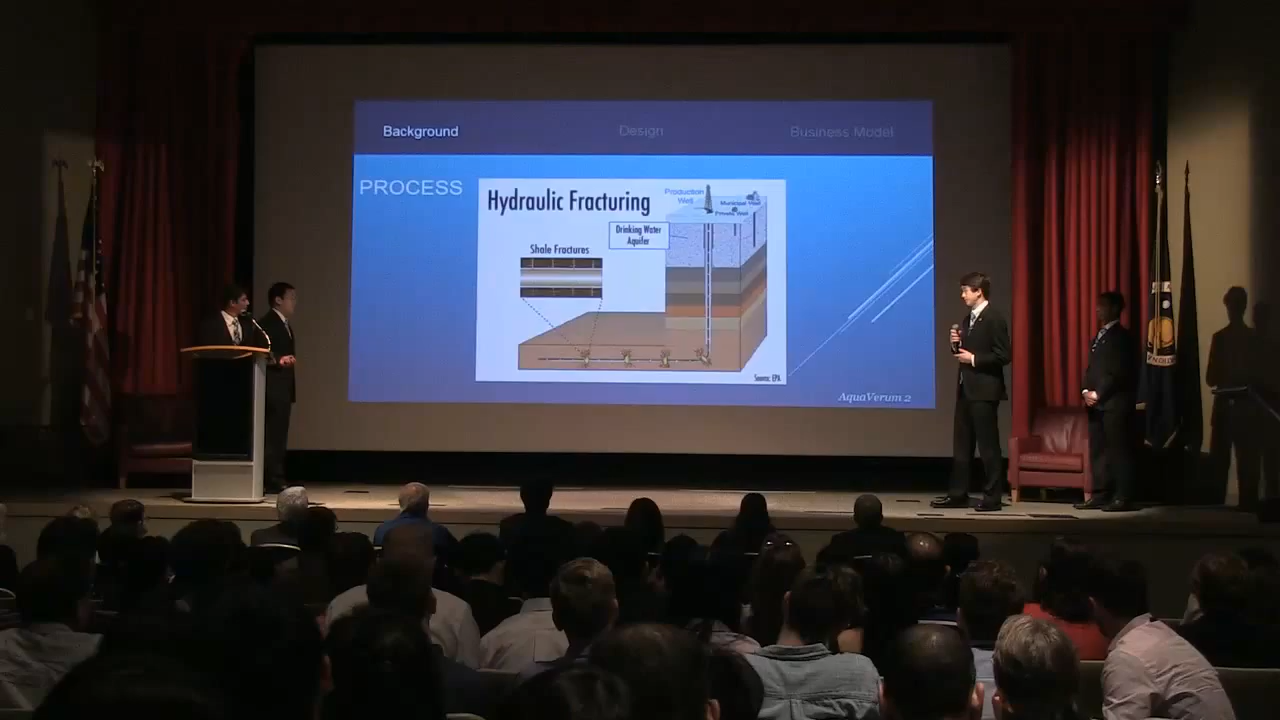 Background
Design
Business Model
PROCESS
Hydraulic Fracturing
Production
Well
Municipal Well
Private Well
Drinking Water
Aquifer
Shale Fractures
Source: EPA
AquaVerum 2